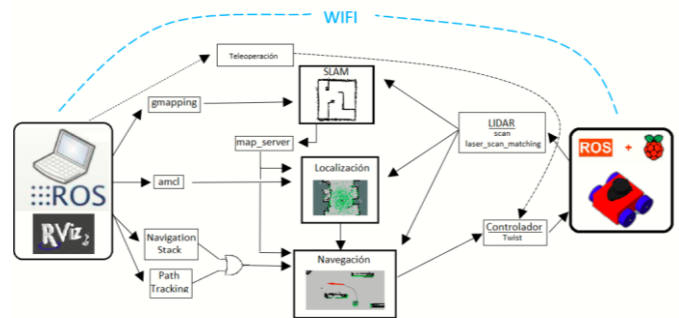 WIFI
Teleoperación
SLAM
gmapping
map_server
LIDAR
scan
laser_scan_matching
ROS +
:::ROS
RViz
amcl
Localización
Navigation
Stack
Controlador
Twist
Path
Tracking
Navegación